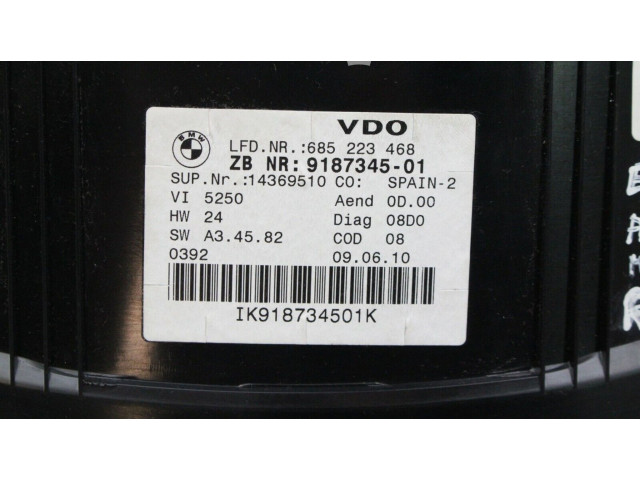 BMW
VDO
LFD.NR.:685 223 468
ZB NR: 9187345-01
SUP.Nr.:14369510 CO: SPAIN-2
VI 5250 Aend 0D.00
HW 24 Diag 08D0
SW A3.45.82 COD 08
0392 09.06.10
IK918734501K